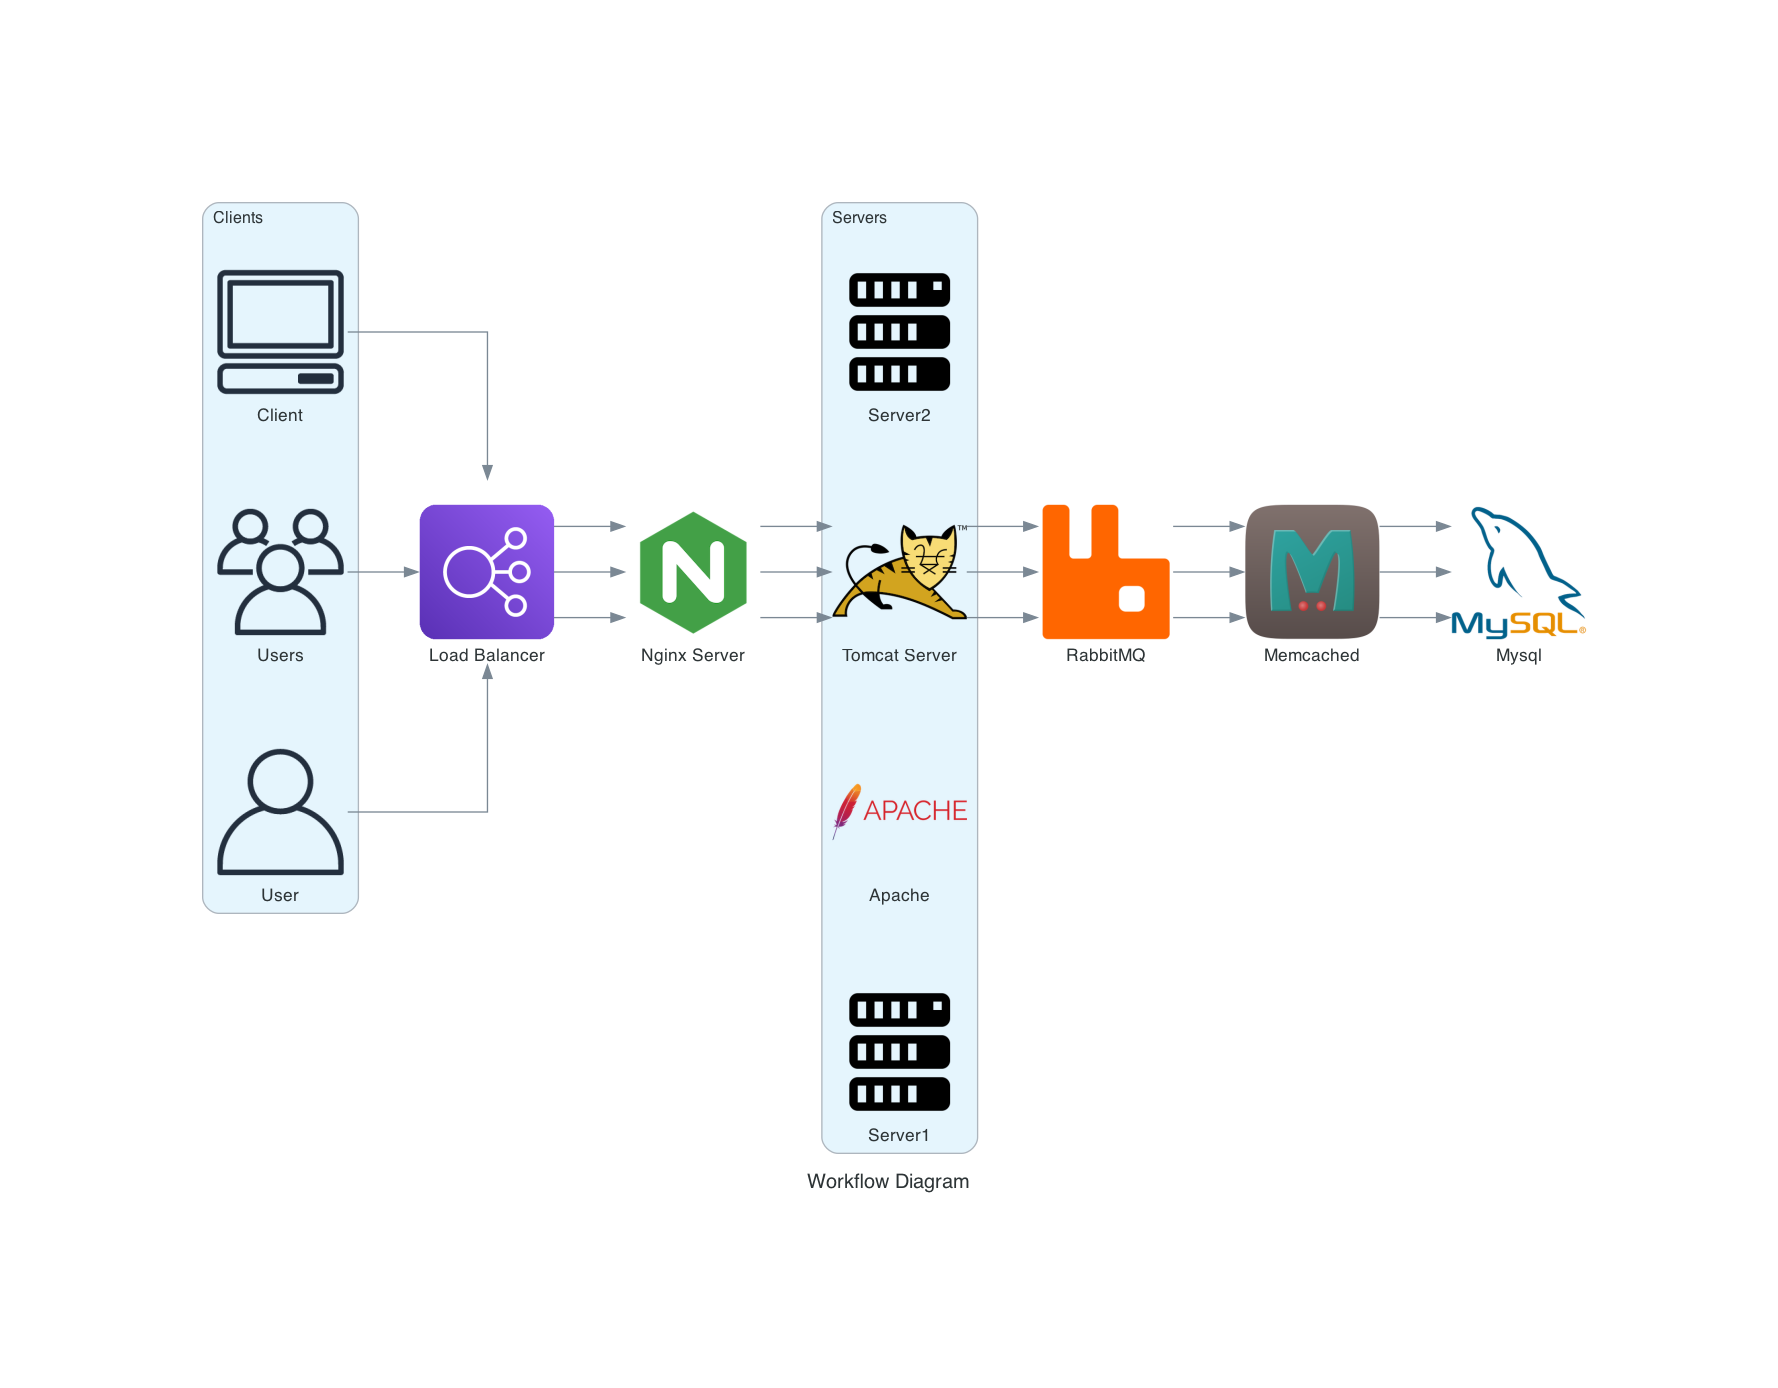 Clients
Client
Users
User
Load Balancer
N
Nginx Server
Servers
Server2
TM
Tomcat Server
APACHE
Apache
Server1
RabbitMQ
M
Memcached
MySQL®
Mysql
Workflow Diagram